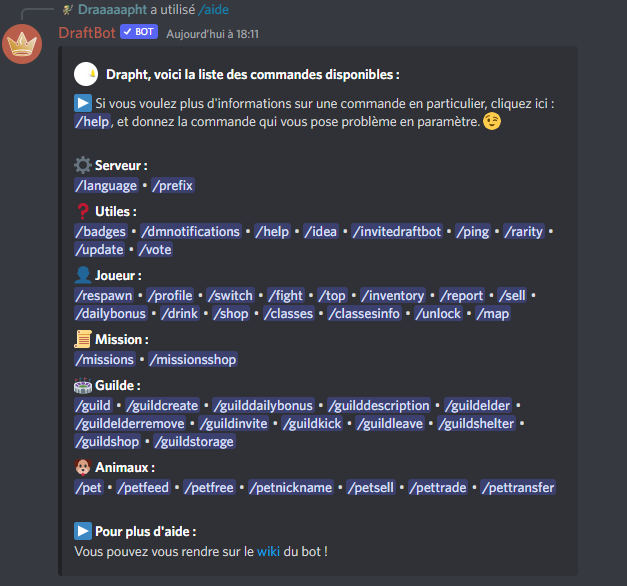 Draaaaapht a utilisé /aide
DraftBot ✓ BOT Aujourd'hui à 18:11
Drapht, voici la liste des commandes disponibles :
Si vous voulez plus d'informations sur une commande en particulier, cliquez ici :
/help, et donnez la commande qui vous pose problème en paramètre.
Serveur :
/language • /prefix
Utiles :
/badges • /dmnotifications • /help • /idea • /invitedraftbot • /ping • /rarity •
/update • /vote
Joueur :
/respawn • /profile • /switch • /fight • /top • /inventory • /report • /sell •
/dailybonus • /drink • /shop • /classes • /classesinfo • /unlock • /map
Mission :
/missions • /missionsshop
Guilde :
/guild • /guildcreate • /guilddailybonus • /guilddescription • /guildelder •
/guildelderremove • /guildinvite • /guildkick • /guildleave • /guildshelter •
/guildshop • /guildstorage
Animaux :
/pet • /petfeed • /petfree • /petnickname • /petsell • /pettrade • /pettransfer
Pour plus d'aide :
Vous pouvez vous rendre sur le wiki du bot !